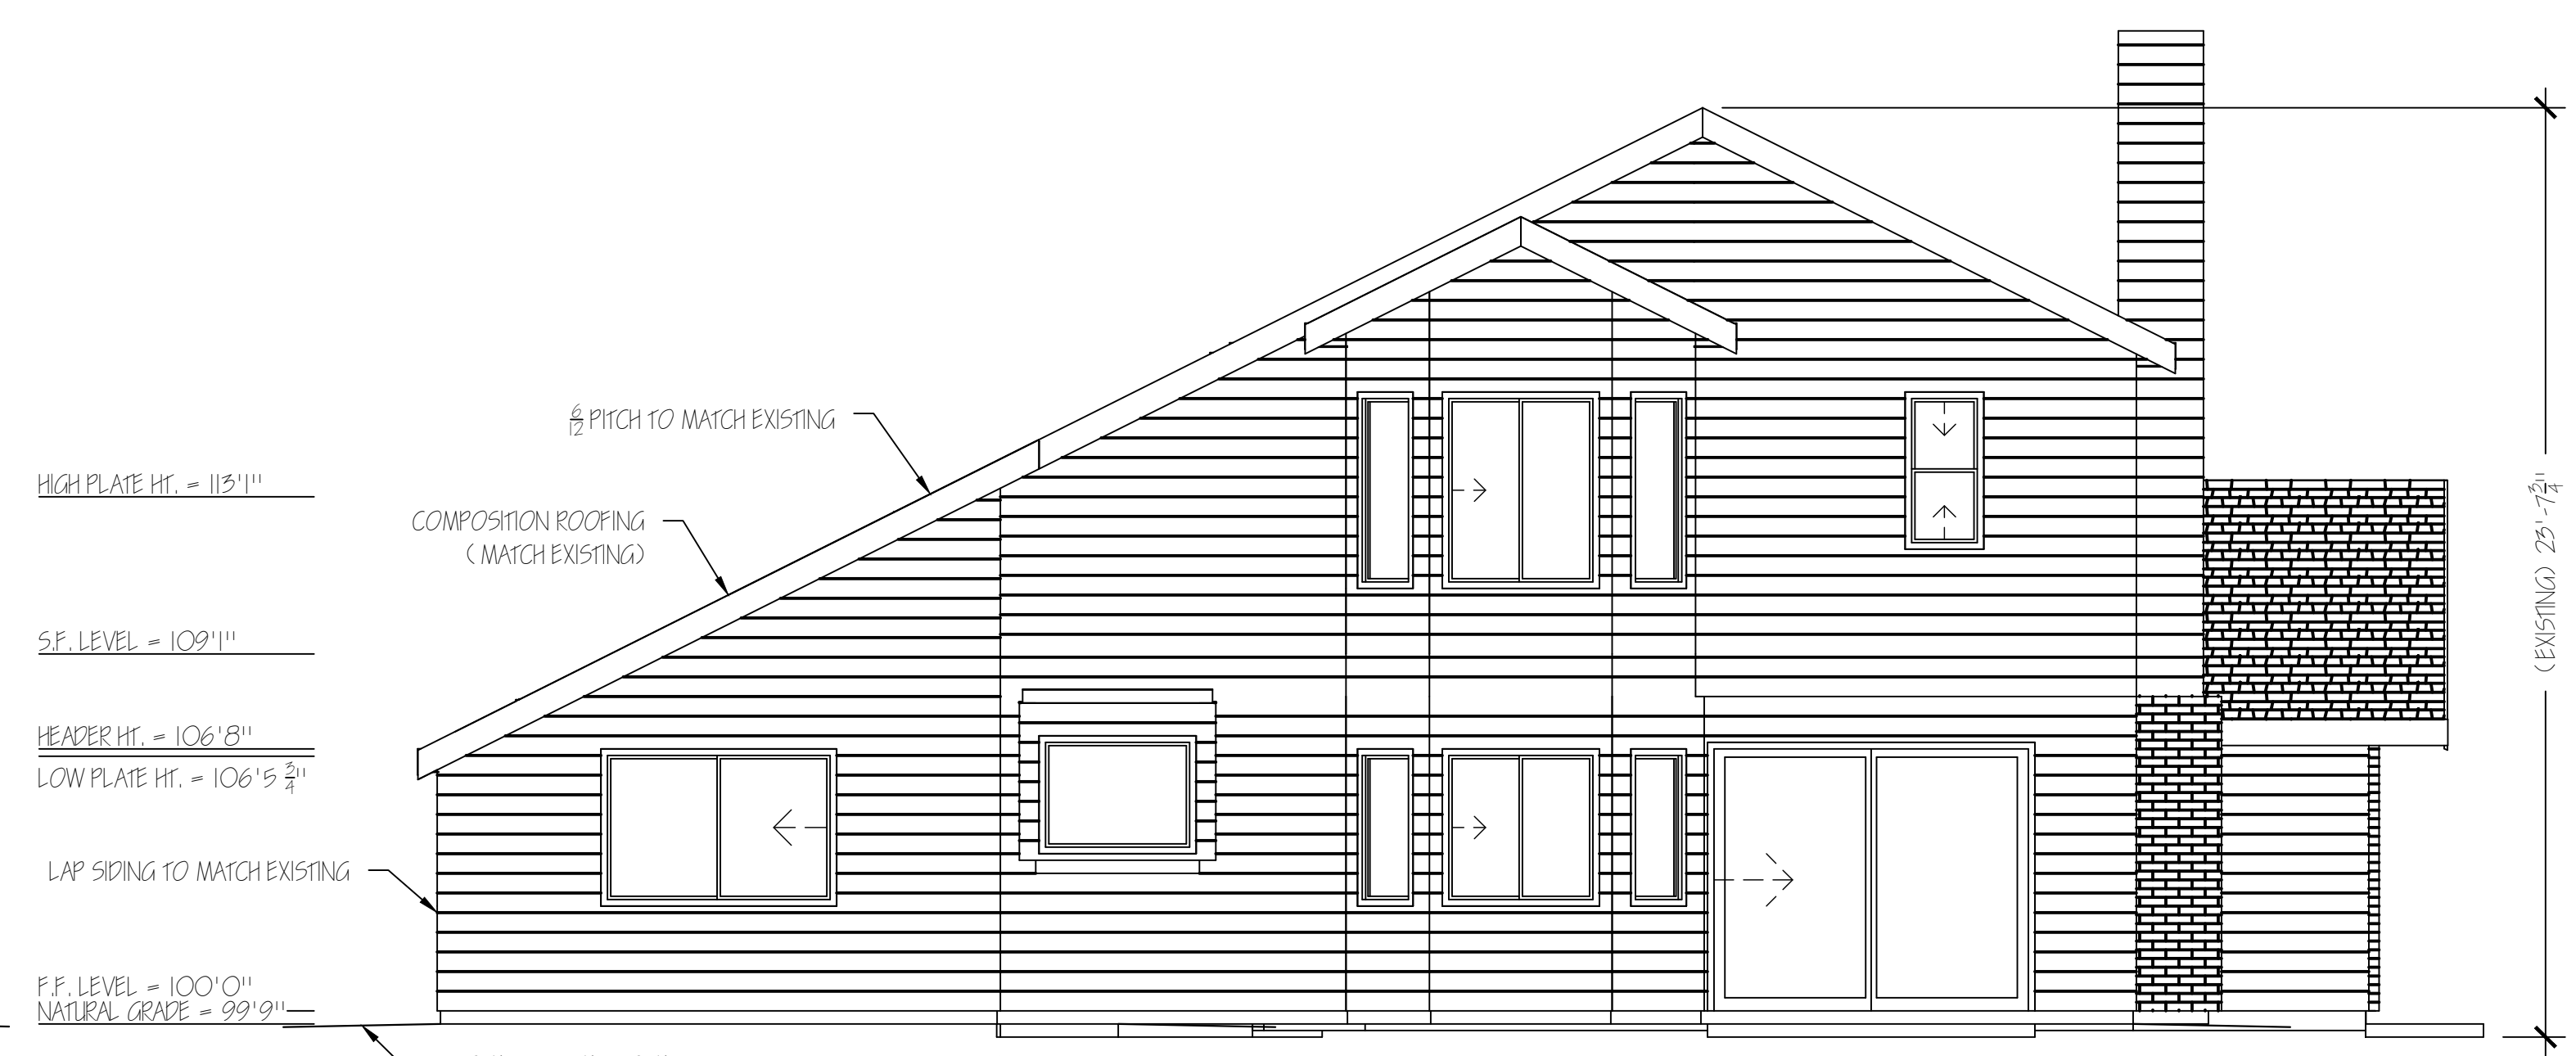 6/12 PITCH TO MATCH EXISTING
HIGH PLATE HT. = 113'1"
COMPOSITION ROOFING
( MATCH EXISTING)
S.F. LEVEL = 109'1"
HEADER HT. = 106'8"
LOW PLATE HT. = 106'5 3/4"
LAP SIDING TO MATCH EXISTING
F.F. LEVEL = 100'0"
NATURAL GRADE = 99'9"
(EXISTING) 23'-7 3/4"